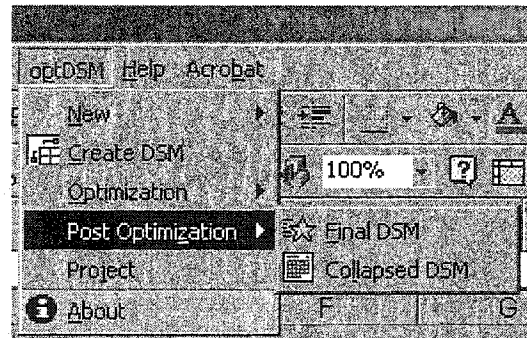 optDSM Help Acrobat
New
Create DSM
100%
Optimization
Post Optimization
Final DSM
Project
Collapsed DSM
About
F G